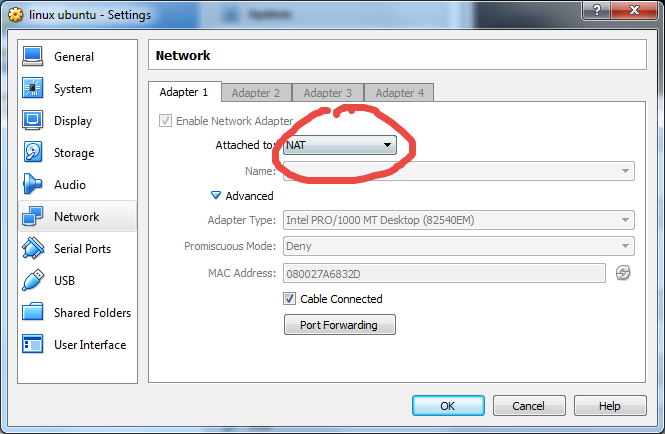 linux ubuntu - Settings
General
System
Display
Storage
Audio
Network
Serial Ports
USB
Shared Folders
User Interface
Network
Adapter 1 Adapter 2 Adapter 3 Adapter 4
Enable Network Adapter
Attached to: NAT
Name:
Advanced
Adapter Type: Intel PRO/1000 MT Desktop (82540EM)
Promiscuous Mode: Deny
MAC Address: 080027A6832D
Cable Connected
Port Forwarding
OK Cancel Help